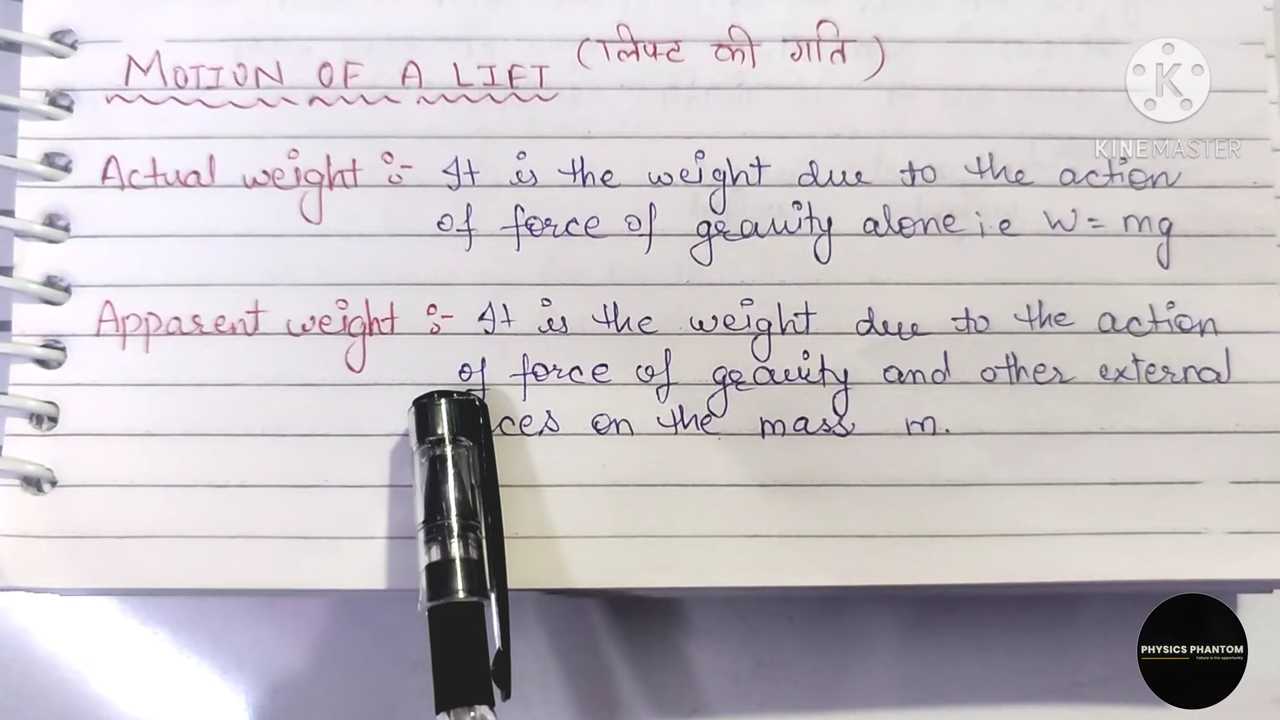 MOTION OF A LIFT (लिफ्ट की गति)
K
KINEMASTER
Actual weight :- It is the weight due to the action
of force of gravity alone i.e W = mg
Apparent weight :- It is the weight due to the action
of force of gravity and other external
ces on the mass m.
PHYSICS PHANTOM